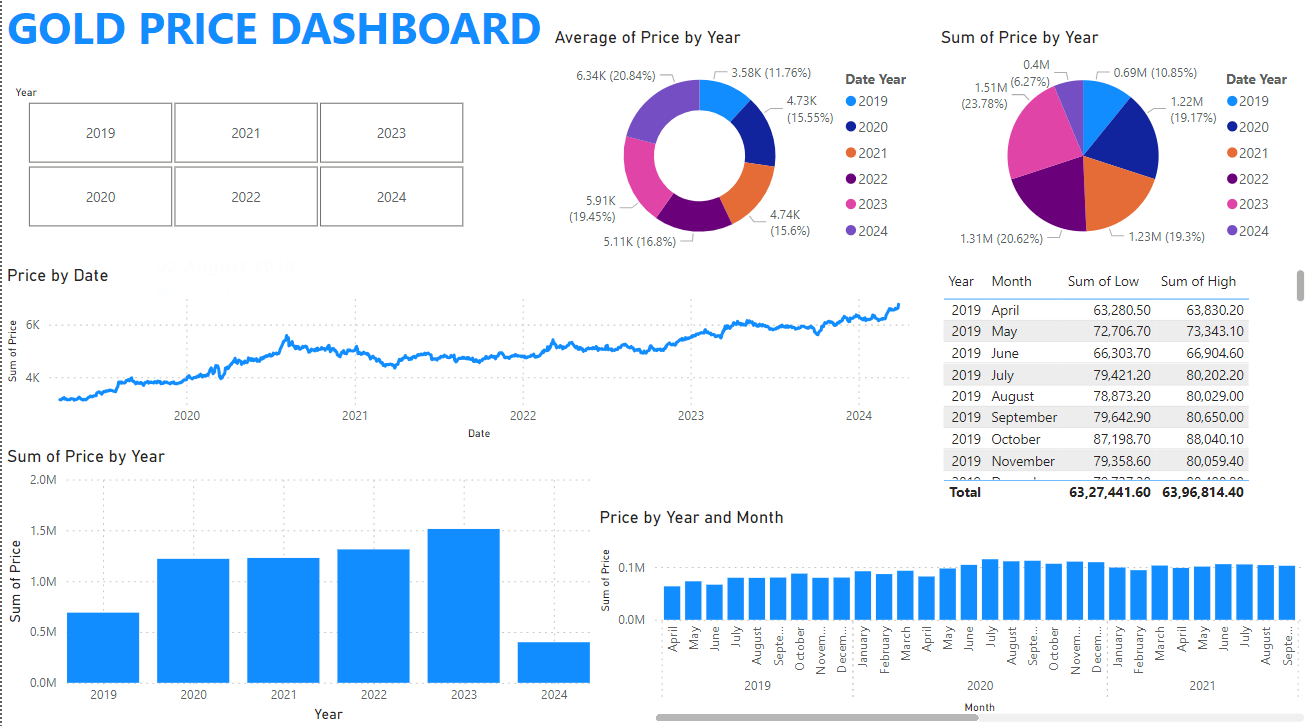 GOLD PRICE DASHBOARD
Year
2019
2021
2023
2020
2022
2024
Average of Price by Year
6.34K (20.84%)
3.58K (11.76%)
4.73K
(15.55%)
4.74K
(15.6%)
5.11K (16.8%)
5.91K
(19.45%)
Date Year
2019
2020
2021
2022
2023
2024
Sum of Price by Year
0.4M
(6.27%)
0.69M (10.85%)
1.22M
(19.17%)
1.23M (19.3%)
1.31M (20.62%)
1.51M
(23.78%)
Date Year
2019
2020
2021
2022
2023
2024
Price by Date
Sum of Price
6K
4K
2020
2021
2022
2023
2024
Date
Year Month Sum of Low Sum of High
2019 April 63,280.50 63,830.20
2019 May 72,706.70 73,343.10
2019 June 66,303.70 66,904.60
2019 July 79,421.20 80,202.20
2019 August 78,873.20 80,029.00
2019 September 79,642.90 80,650.00
2019 October 87,198.70 88,040.10
2019 November 79,358.60 80,059.40
Total 63,27,441.60 63,96,814.40
Sum of Price by Year
Sum of Price
2.0M
1.5M
1.0M
0.5M
0.0M
2019
2020
2021
2022
2023
2024
Year
Price by Year and Month
Sum of Price
0.1M
0.0M
April
May
June
July
August
Septe...
October
Novem...
Decem...
January
February
March
April
May
June
July
August
Septe...
October
Novem...
Decem...
January
February
March
April
May
June
July
August
Septe...
2019
2020
2021
Month